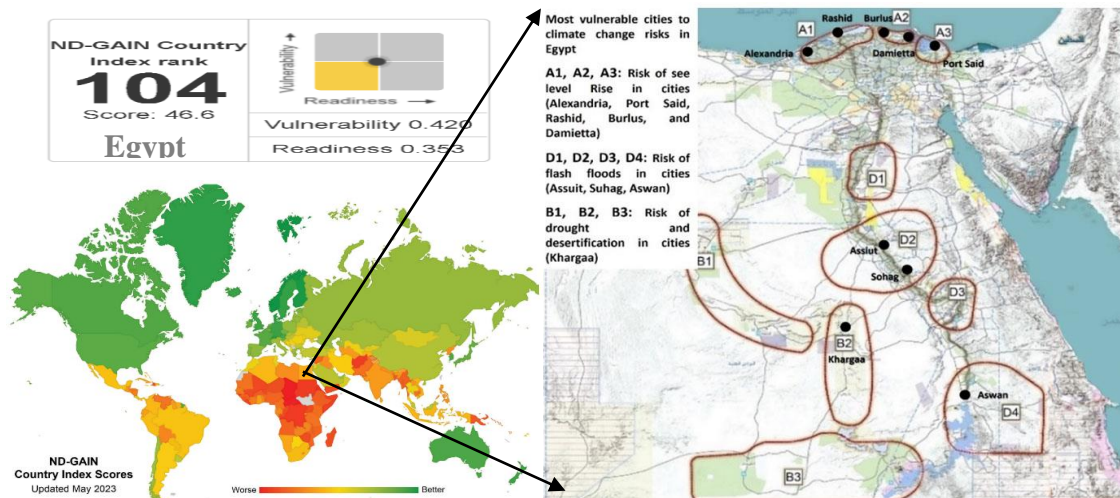 ND-GAIN Country
Index rank
104
Score: 46.6
Egypt
Vulnerability →
Readiness →
Vulnerability 0.420
Readiness 0.353
ND-GAIN
Country Index Scores
Updated May 2023
Worse
Better
Most vulnerable cities to
climate change risks in
Egypt
A1, A2, A3: Risk of see
level Rise in cities
(Alexandria, Port Said,
Rashid, Burlus, and
Damietta)
D1, D2, D3, D4: Risk of
flash floods in cities
(Assuit, Suhag, Aswan)
B1, B2, B3: Risk of
drought and
desertification in cities
(Khargaa)
A1
Rashid
Burlus
A2
A3
Alexandria
Damietta
Port Said
D1
D2
Assiut
B1
Sohag
D3
B2
Khargaa
Aswan
D4
B3